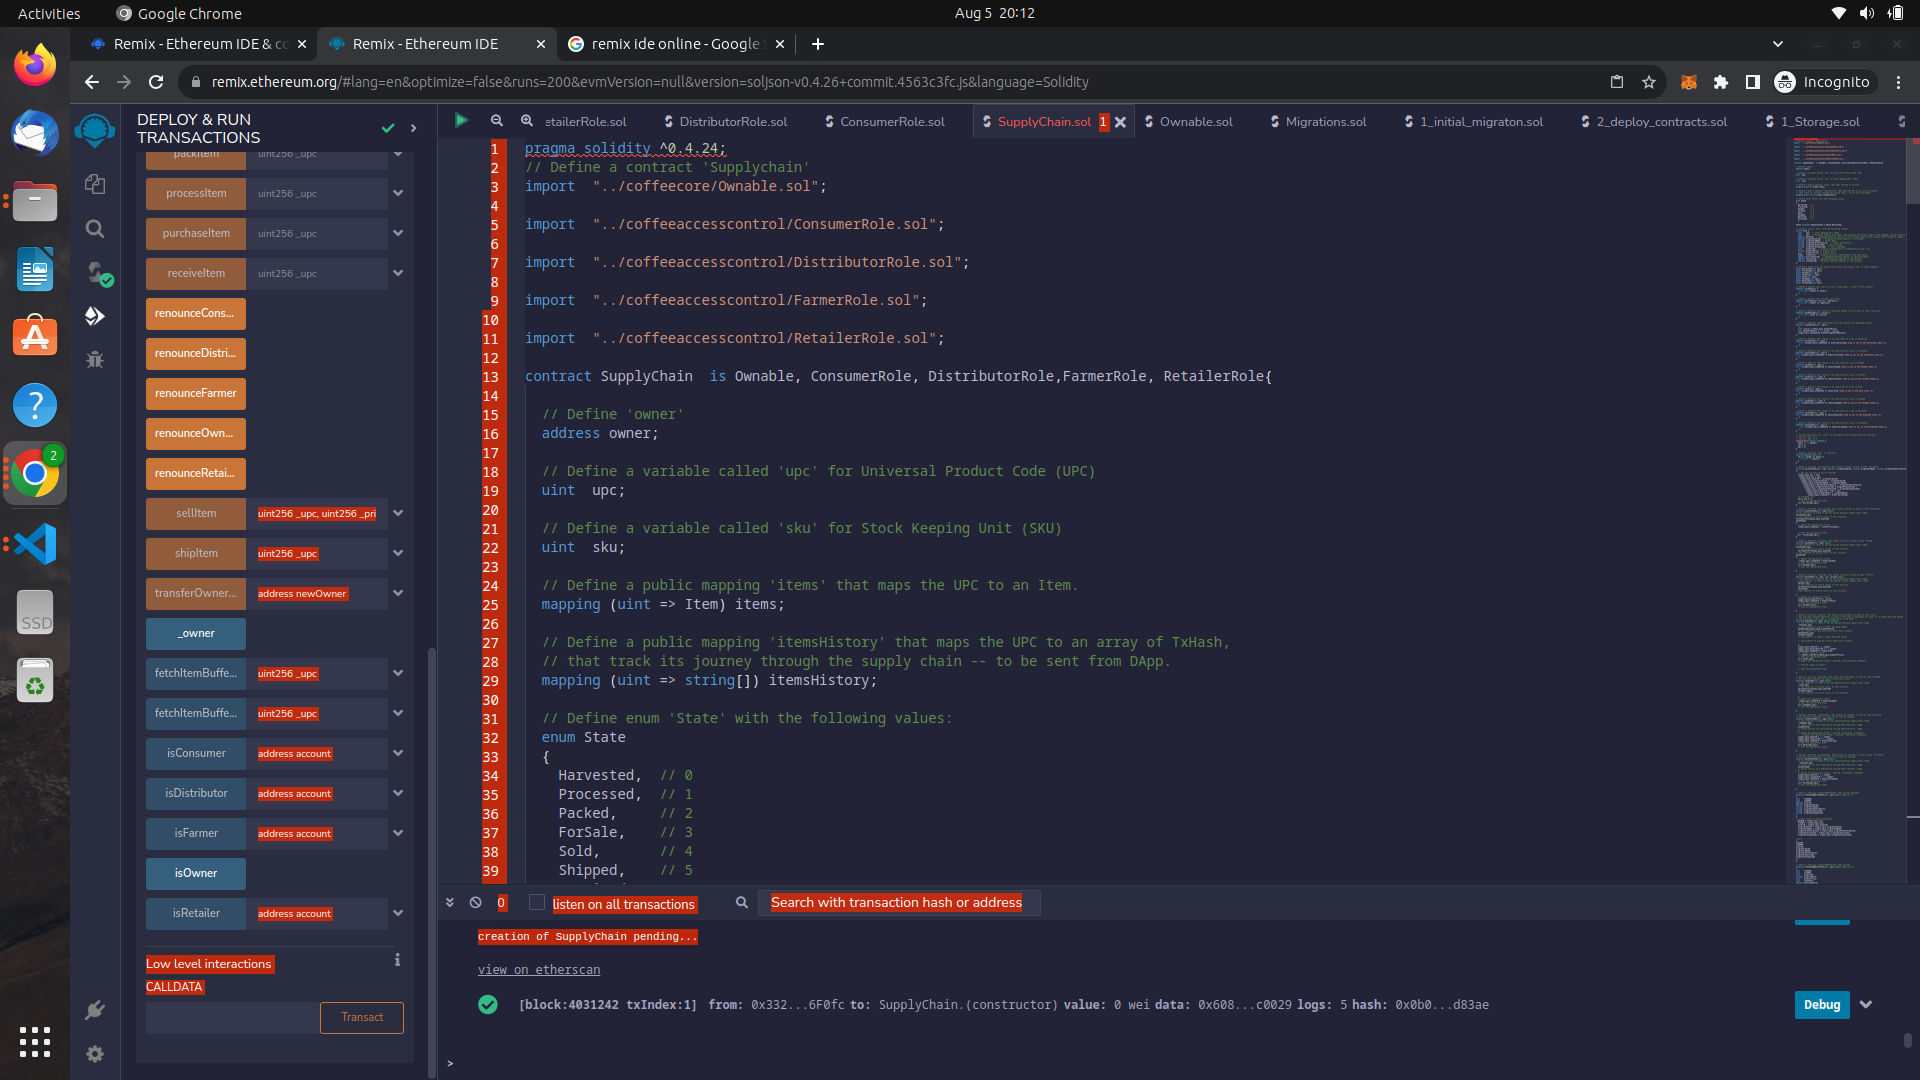 Activities
Google Chrome
Aug 5 20:12
Remix - Ethereum IDE & co
Remix - Ethereum IDE
remix ide online - Google S
remix.ethereum.org/#lang=en&optimize=false&runs=200&evmVersion=null&version=soljson-v0.4.26+commit.4563c3fc.js&language=Solidity
Incognito
DEPLOY & RUN
TRANSACTIONS
etailerRole.sol
DistributorRole.sol
ConsumerRole.sol
SupplyChain.sol 1
Ownable.sol
Migrations.sol
1_initial_migraton.sol
2_deploy_contracts.sol
1_Storage.sol
packItem uint256 _upc
processItem uint256 _upc
purchaseItem uint256 _upc
receiveItem uint256 _upc
renounceCons...
renounceDistri...
renounceFarmer
renounceOwn...
renounceRetai...
sellItem uint256 _upc, uint256 _pri
shipItem uint256 _upc
transferOwner... address newOwner
_owner
fetchItemBuffe... uint256 _upc
fetchItemBuffe... uint256 _upc
isConsumer address account
isDistributor address account
isFarmer address account
isOwner
isRetailer address account
Low level interactions
CALLDATA
Transact
2
SSD
1 pragma solidity ^0.4.24;
2 // Define a contract 'Supplychain'
3 import "../coffeecore/Ownable.sol";
4
5 import "../coffeeaccesscontrol/ConsumerRole.sol";
6
7 import "../coffeeaccesscontrol/DistributorRole.sol";
8
9 import "../coffeeaccesscontrol/FarmerRole.sol";
10
11 import "../coffeeaccesscontrol/RetailerRole.sol";
12
13 contract SupplyChain is Ownable, ConsumerRole, DistributorRole,FarmerRole, RetailerRole{
14
15 // Define 'owner'
16 address owner;
17
18 // Define a variable called 'upc' for Universal Product Code (UPC)
19 uint upc;
20
21 // Define a variable called 'sku' for Stock Keeping Unit (SKU)
22 uint sku;
23
24 // Define a public mapping 'items' that maps the UPC to an Item.
25 mapping (uint => Item) items;
26
27 // Define a public mapping 'itemsHistory' that maps the UPC to an array of TxHash,
28 // that track its journey through the supply chain -- to be sent from DApp.
29 mapping (uint => string[]) itemsHistory;
30
31 // Define enum 'State' with the following values:
32 enum State
33 {
34 Harvested, // 0
35 Processed, // 1
36 Packed, // 2
37 ForSale, // 3
38 Sold, // 4
39 Shipped, // 5
0
listen on all transactions
Search with transaction hash or address
creation of SupplyChain pending...
view on etherscan
[block:4031242 txIndex:1] from: 0x332...6F0fc to: SupplyChain.(constructor) value: 0 wei data: 0x608...c0029 logs: 5 hash: 0x0b0...d83ae
Debug
>